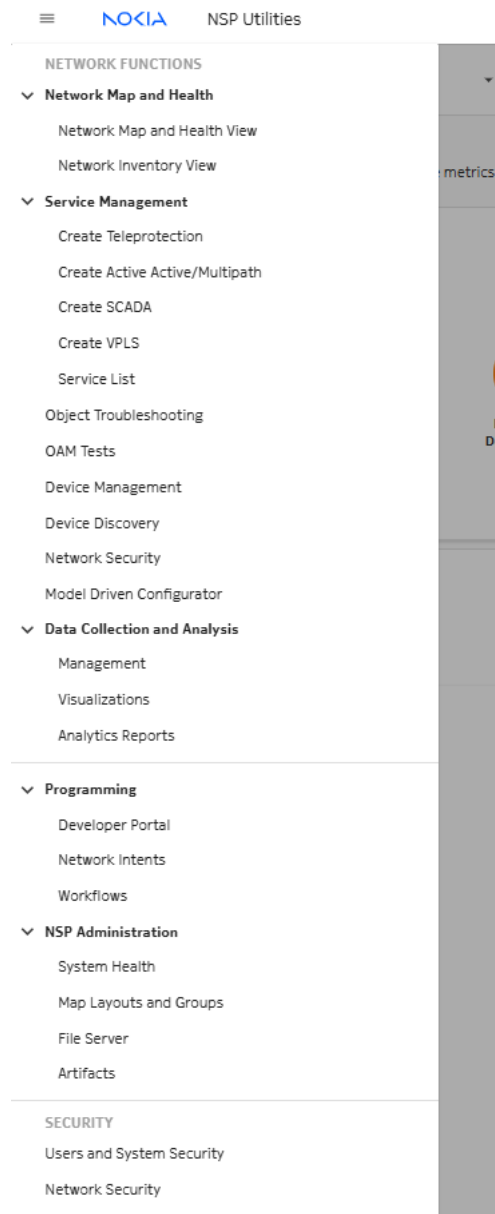 NOKIA NSP Utilities
NETWORK FUNCTIONS
Network Map and Health
Network Map and Health View
Network Inventory View
metrics
Service Management
Create Teleprotection
Create Active Active/Multipath
Create SCADA
Create VPLS
Service List
Object Troubleshooting
OAM Tests
D
Device Management
Device Discovery
Network Security
Model Driven Configurator
Data Collection and Analysis
Management
Visualizations
Analytics Reports
Programming
Developer Portal
Network Intents
Workflows
NSP Administration
System Health
Map Layouts and Groups
File Server
Artifacts
SECURITY
Users and System Security
Network Security